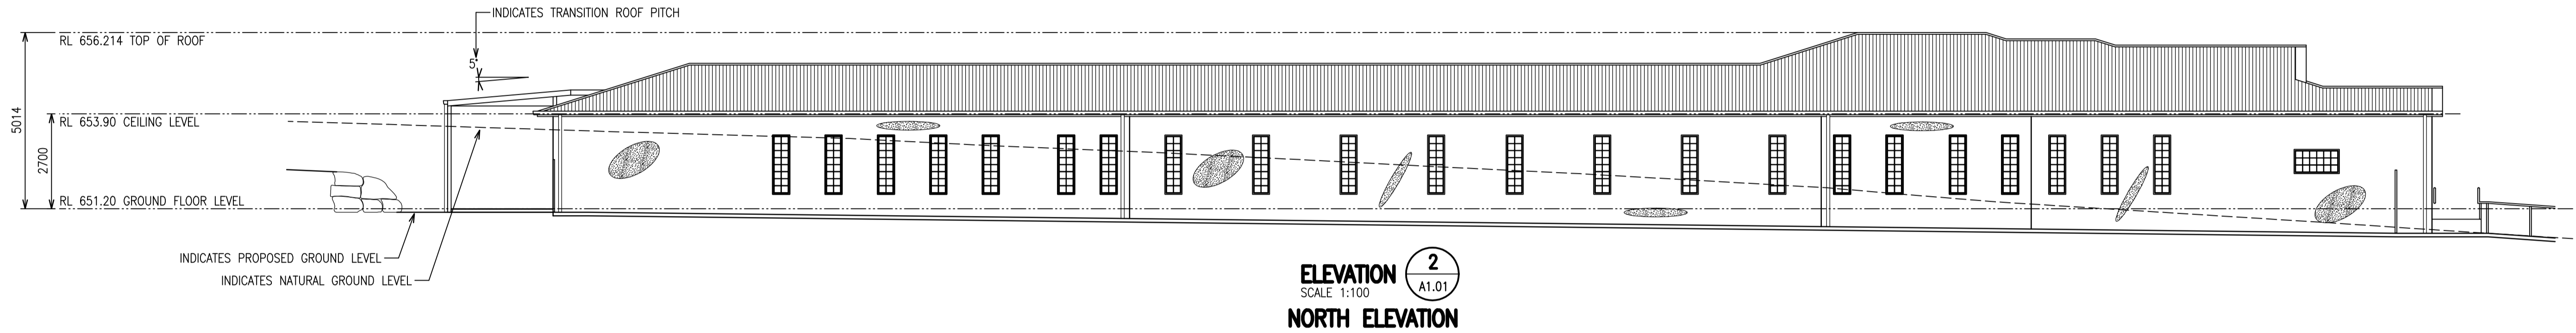 INDICATES TRANSITION ROOF PITCH
RL 656.214 TOP OF ROOF
5°
5014
RL 653.90 CEILING LEVEL
2700
RL 651.20 GROUND FLOOR LEVEL
INDICATES PROPOSED GROUND LEVEL
INDICATES NATURAL GROUND LEVEL
ELEVATION
SCALE 1:100
2
A1.01
NORTH ELEVATION